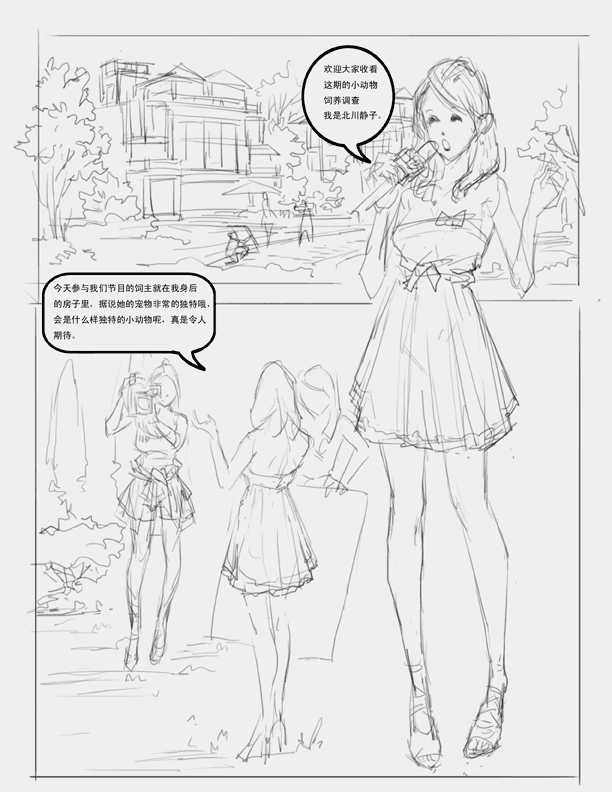 欢迎大家收看
这期的小动物
饲养调查
我是北川静子。
今天参与我们节目的饲主就在我身后
的房子里，据说她的宠物非常的独特哦，
会是什么样独特的小动物呢，真是令人
期待。